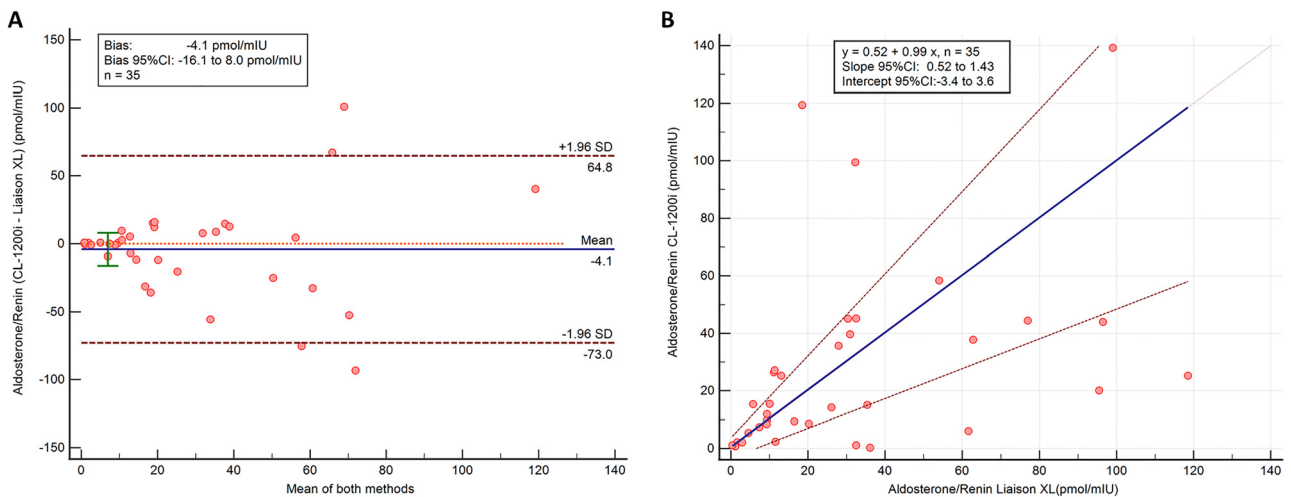 A
Bias: -4.1 pmol/mIU
Bias 95%CI: -16.1 to 8.0 pmol/mIU
n = 35
Aldosterone/Renin (CL-1200i - Liaison XL) (pmol/mIU)
150
100
50
0
-50
-100
-150
+1.96 SD
64.8
Mean
-4.1
-1.96 SD
-73.0
0 20 40 60 80 100 120 140
Mean of both methods
B
y = 0.52 + 0.99 x, n = 35
Slope 95%CI: 0.52 to 1.43
Intercept 95%CI:-3.4 to 3.6
Aldosterone/Renin CL-1200i (pmol/mIU)
140
120
100
80
60
40
20
0
0 20 40 60 80 100 120 140
Aldosterone/Renin Liaison XL(pmol/mIU)